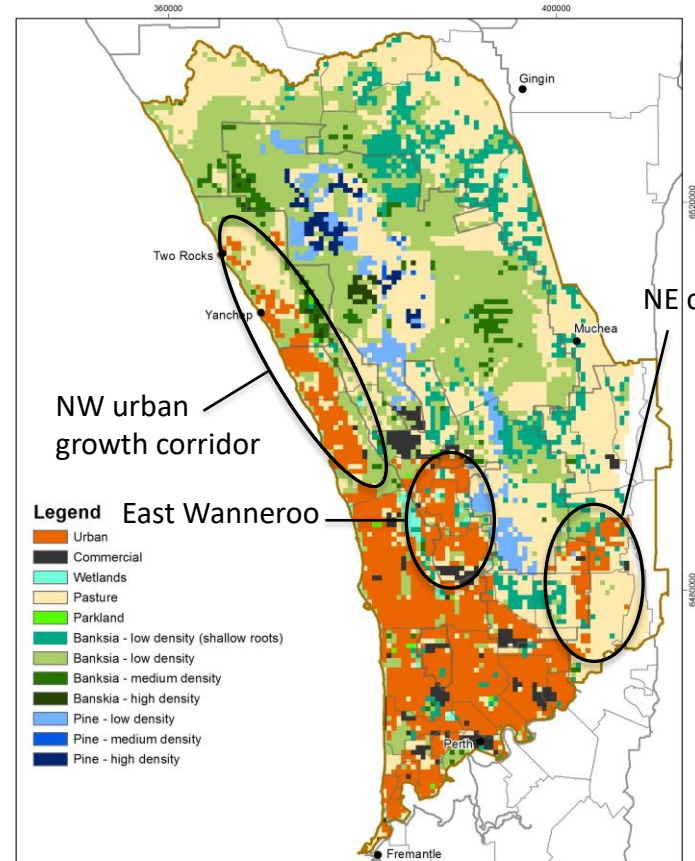 360000
400000
Gingin
6520000
Two Rocks
NE c
Yanchep
Muchea
NW urban
growth corridor
East Wanneroo
Legend
Urban
Commercial
Wetlands
Pasture
Parkland
Banksia - low density (shallow roots)
Banksia - low density
Banksia - medium density
Banskia - high density
Pine - low density
Pine - medium density
Pine - high density
6480000
Perth
Fremantle